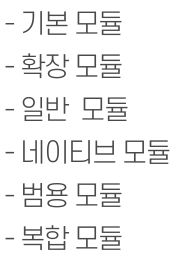 - 기본 모듈
- 확장 모듈
- 일반  모듈
- 네이티브 모듈
- 범용 모듈
- 복합 모듈